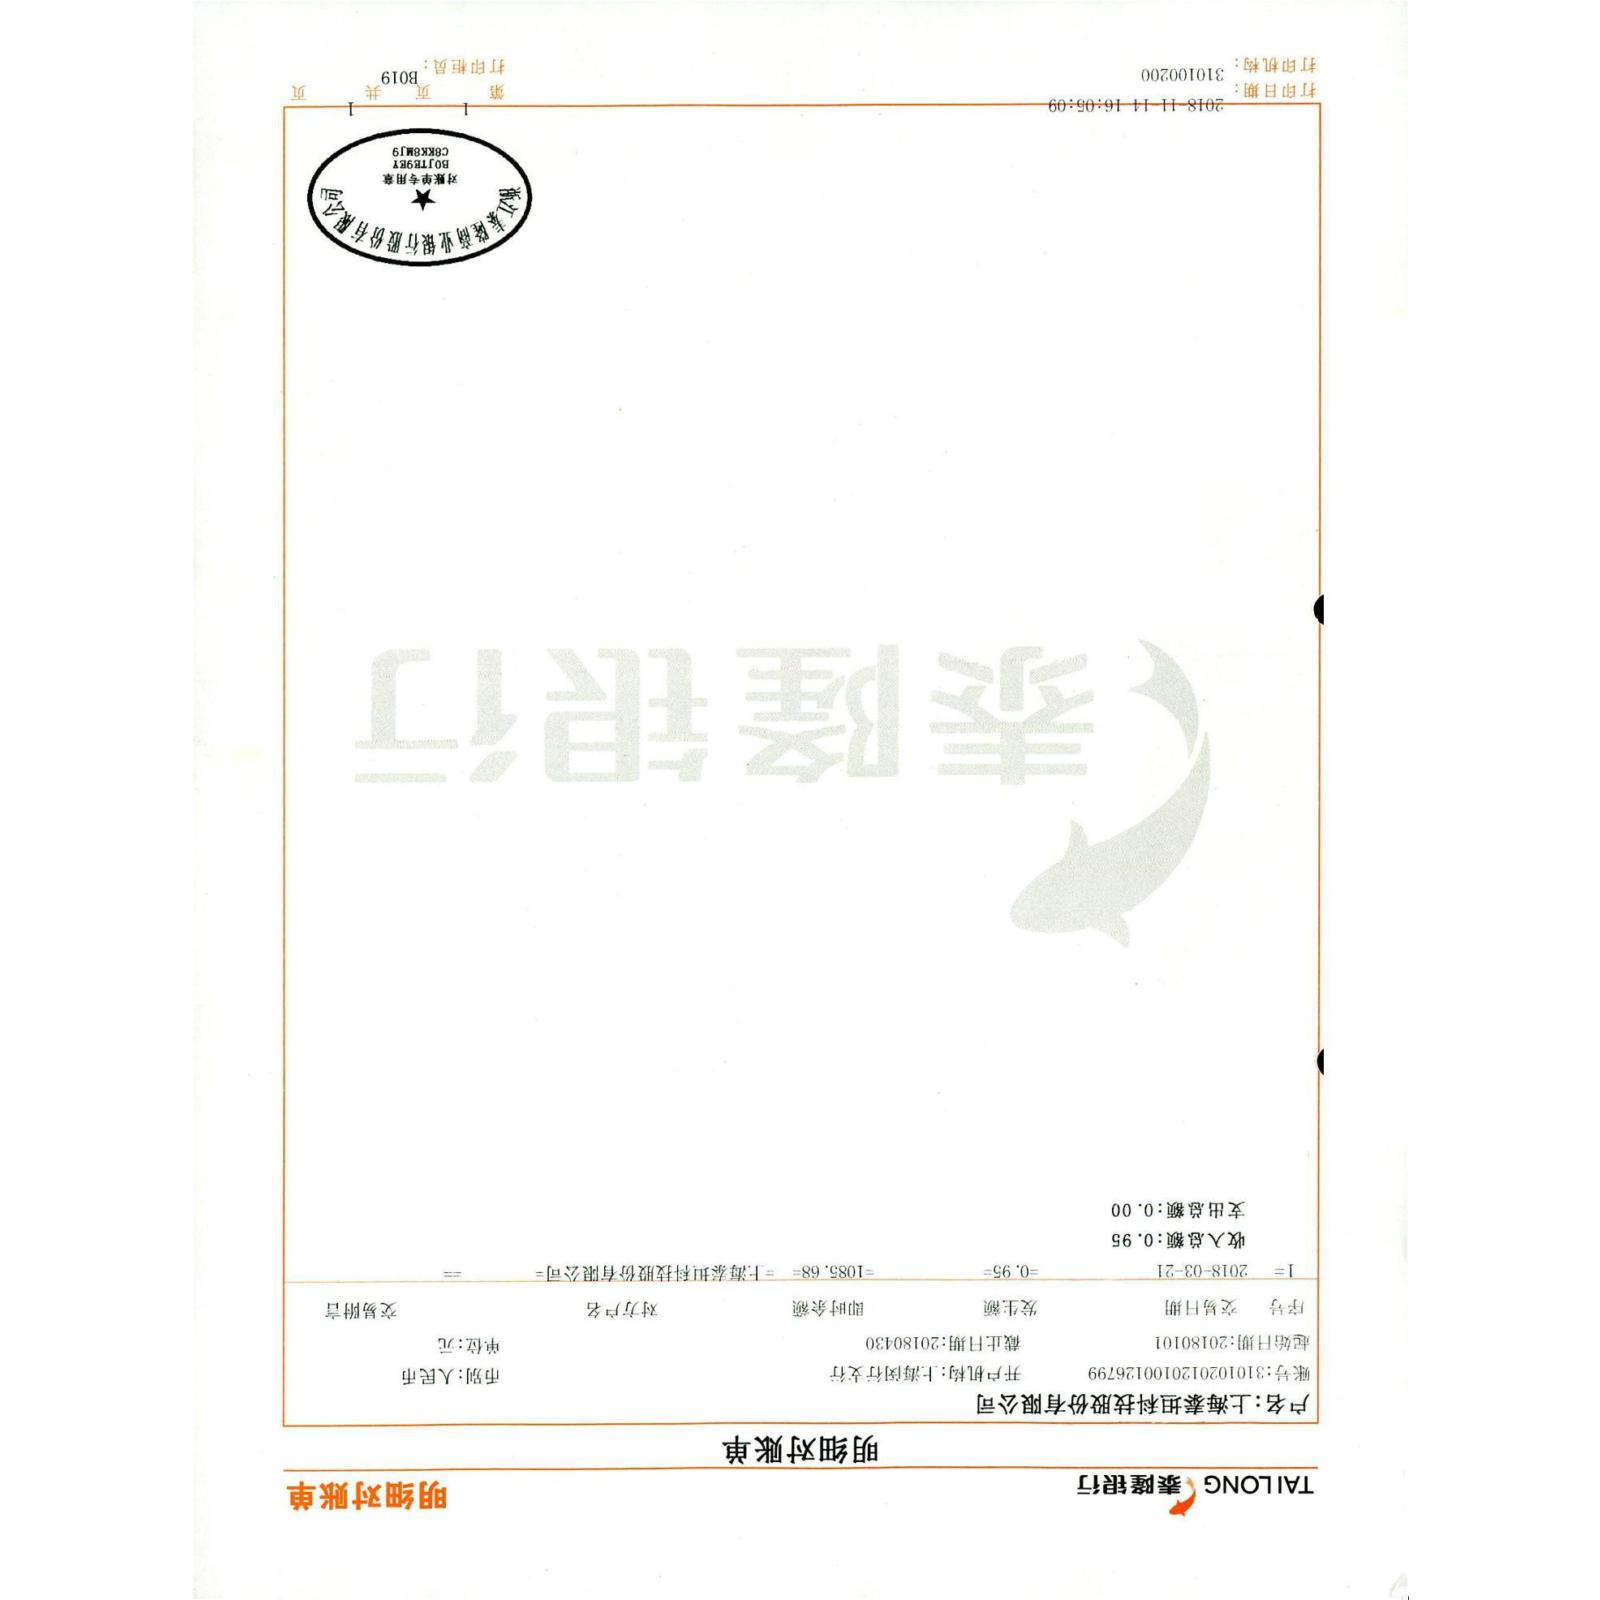 TAILONG 泰隆银行 明细对账单
明细对账单
户名:上海泰坦科技股份有限公司
账号:3101020120100126799 开户机构:上海闵行支行 币别:人民币
起始日期:20180101 截止日期:20180430 单位:元
序号 交易日期 发生额 即时余额 对方户名 交易附言
1= 2018-03-21 =0.95= =1085.68= =上海泰坦科技股份有限公司= ==
收入总额:0.95
支出总额:0.00
泰隆银行
浙江泰隆商业银行股份有限公司
对账单专用章
B0JTE9EY
C8KK8MJ9
打印日期: 2018-11-14 16:05:09 第 1 页 共 1 页
打印机构: 310100200 打印柜员: B019